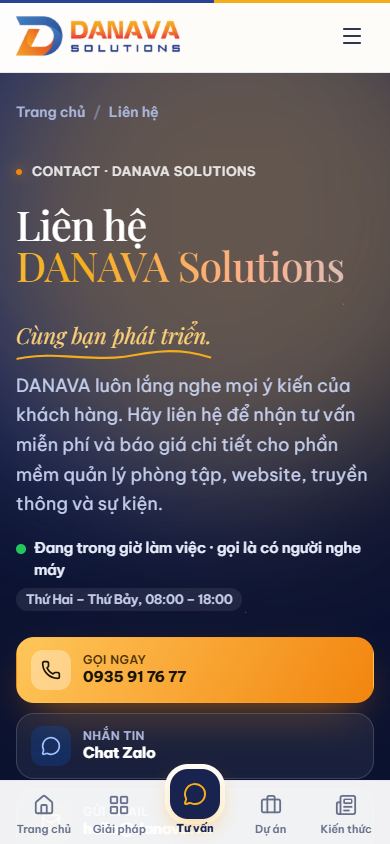 DANAVA
SOLUTIONS
Trang chủ / Liên hệ
CONTACT · DANAVA SOLUTIONS
Liên hệ
DANAVA Solutions
Cùng bạn phát triển.
DANAVA luôn lắng nghe mọi ý kiến của
khách hàng. Hãy liên hệ để nhận tư vấn
miễn phí và báo giá chi tiết cho phần
mềm quản lý phòng tập, website, truyền
thông và sự kiện.
Đang trong giờ làm việc · gọi là có người nghe
máy
Thứ Hai – Thứ Bảy, 08:00 – 18:00
GỌI NGAY
0935 91 76 77
NHẮN TIN
Chat Zalo
Trang chủ
Giải pháp
Tư vấn
Dự án
Kiến thức